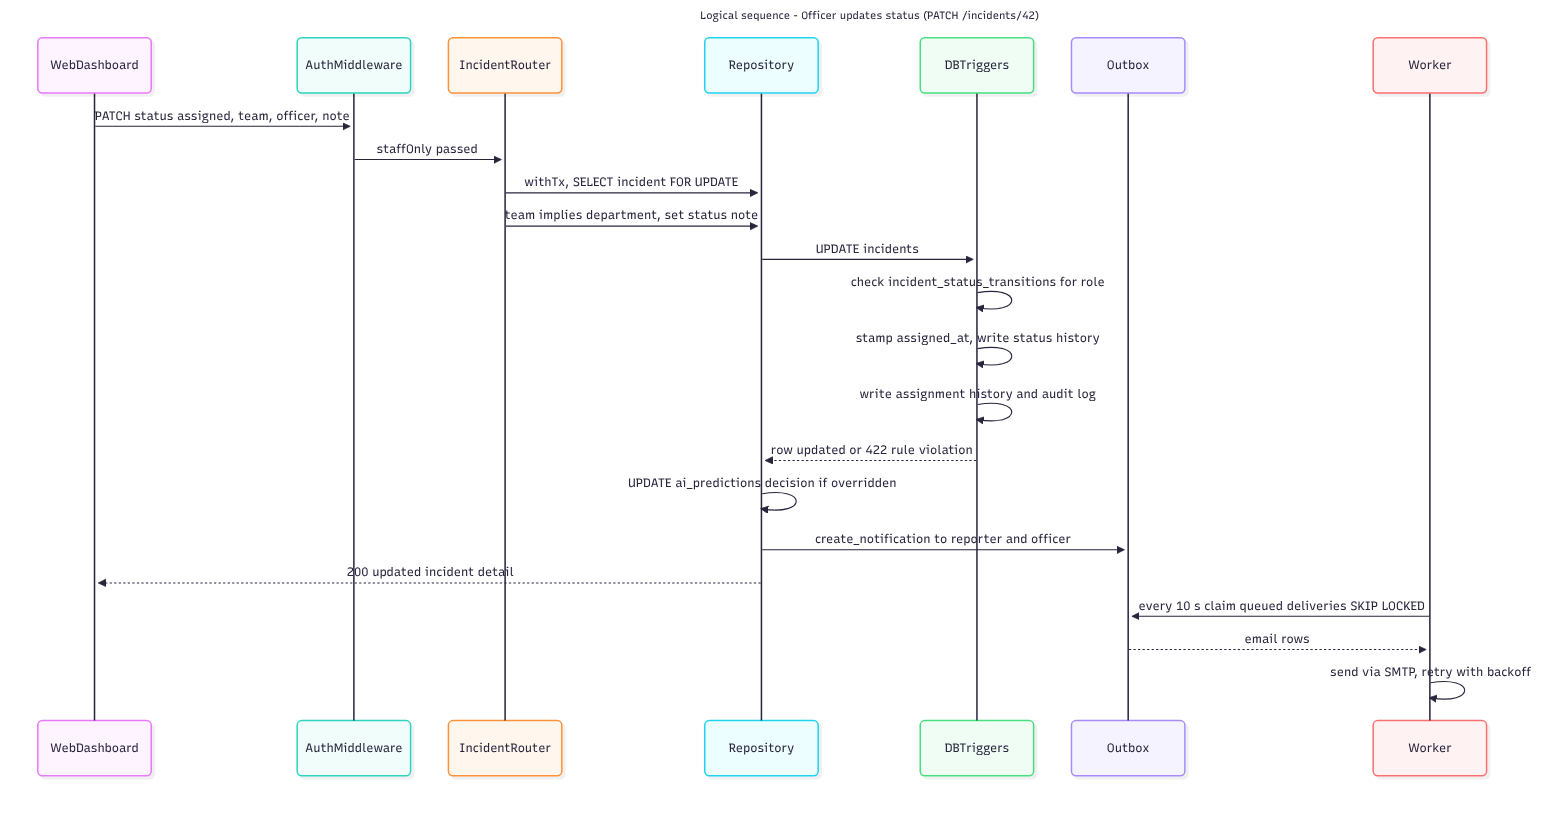 Logical sequence - Officer updates status (PATCH /incidents/42)
WebDashboard
AuthMiddleware
IncidentRouter
Repository
DBTriggers
Outbox
Worker
PATCH status assigned, team, officer, note
staffOnly passed
withTx, SELECT incident FOR UPDATE
team implies department, set status note
UPDATE incidents
check incident_status_transitions for role
stamp assigned_at, write status history
write assignment history and audit log
row updated or 422 rule violation
UPDATE ai_predictions decision if overridden
create_notification to reporter and officer
200 updated incident detail
every 10 s claim queued deliveries SKIP LOCKED
email rows
send via SMTP, retry with backoff
WebDashboard
AuthMiddleware
IncidentRouter
Repository
DBTriggers
Outbox
Worker